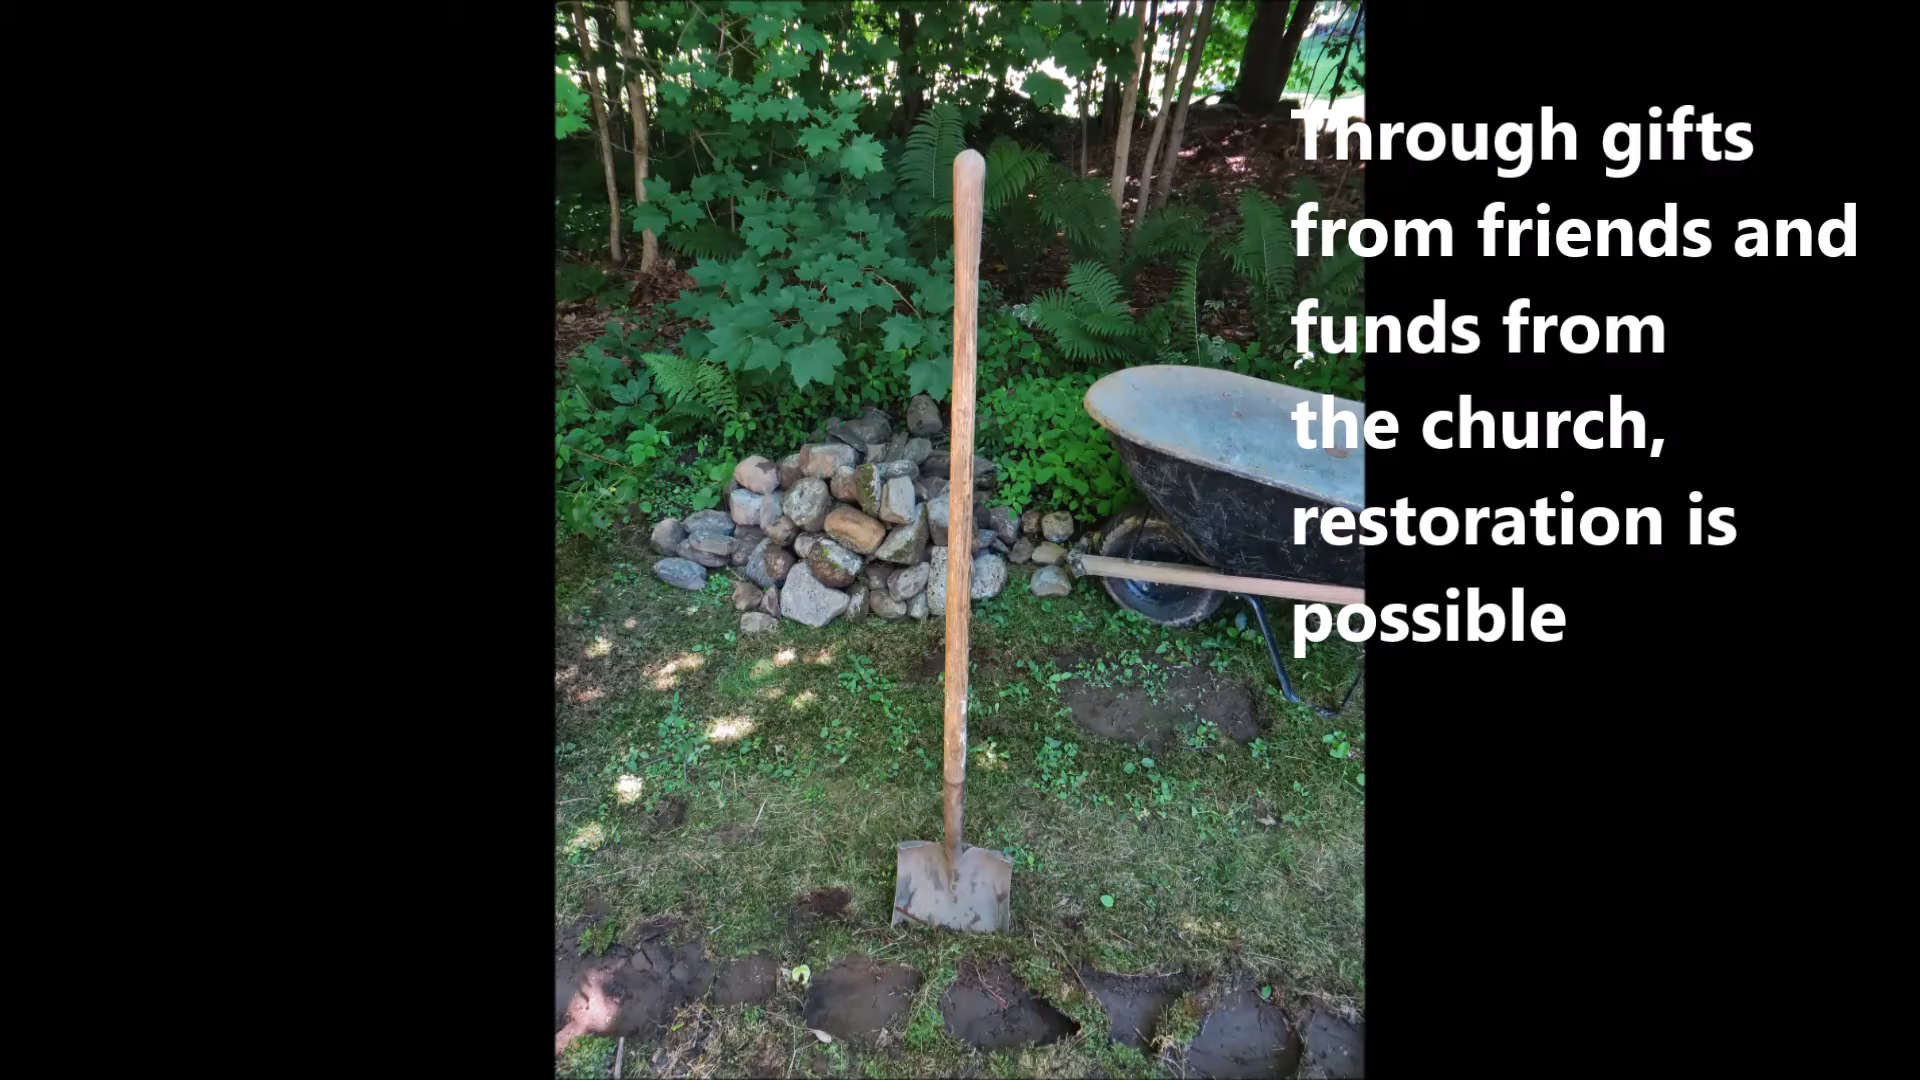 Through gifts
from friends and
funds from
the church,
restoration is
possible